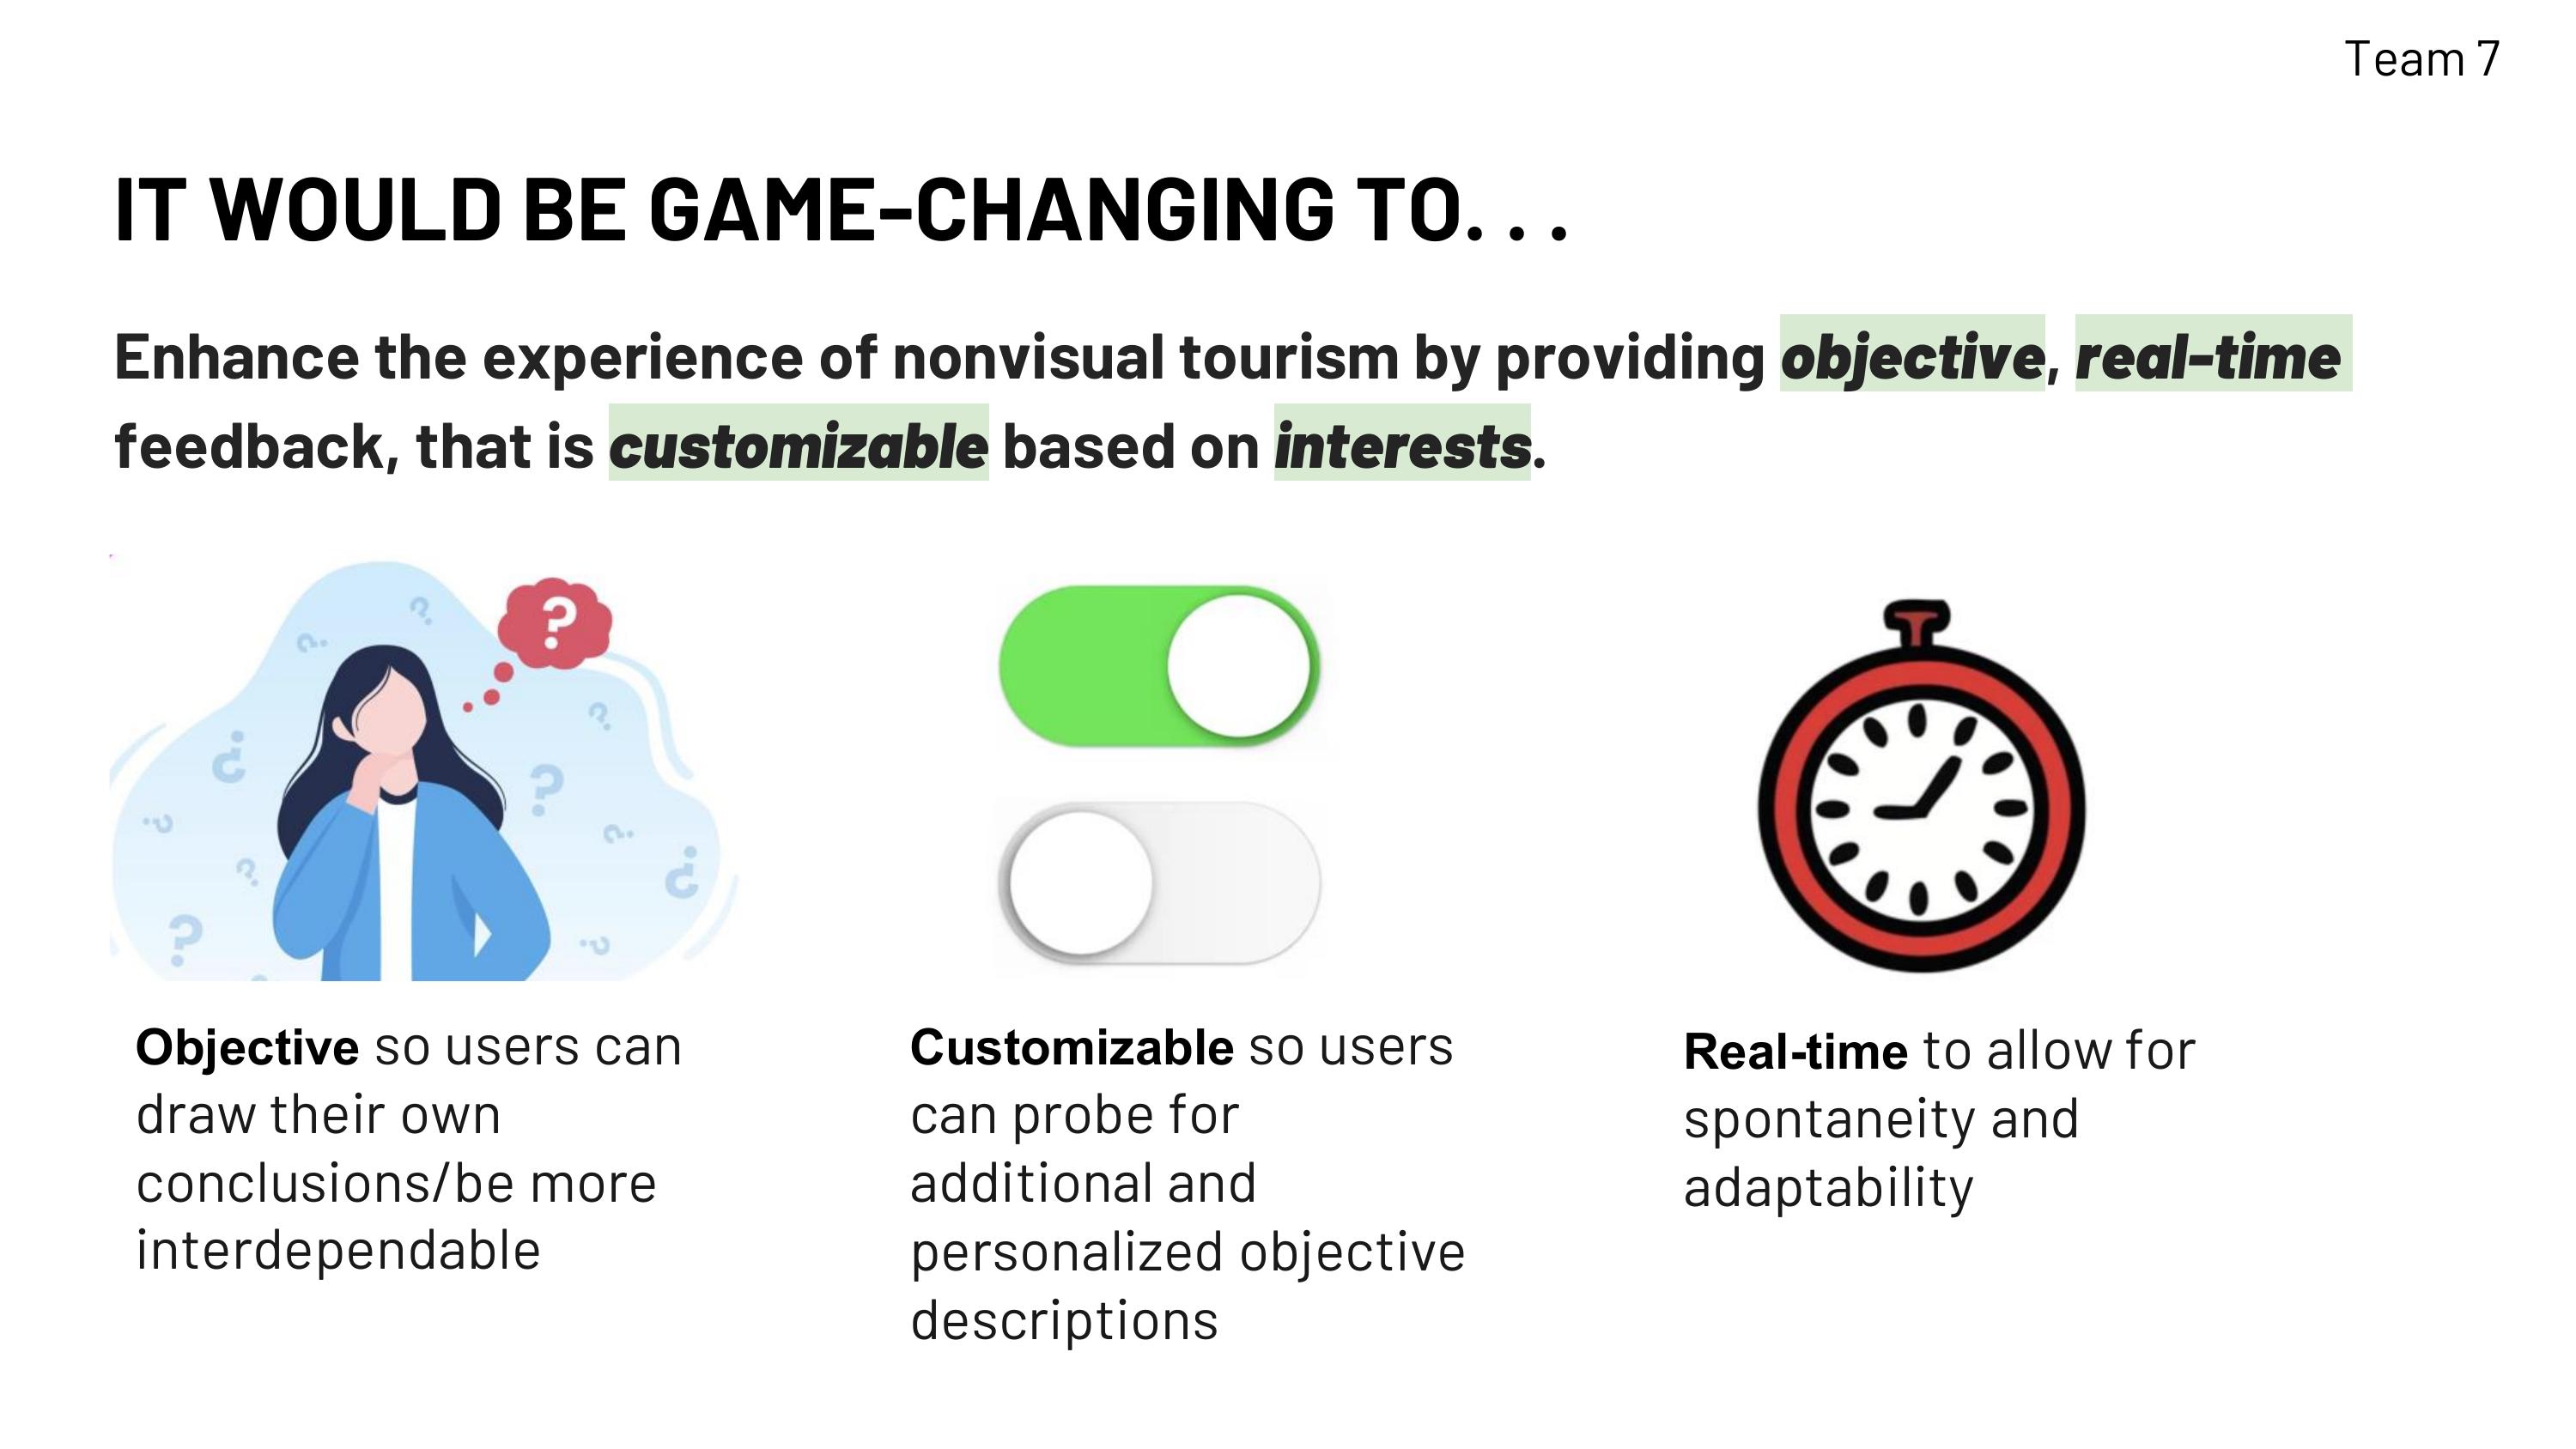 Team 7
IT WOULD BE GAME-CHANGING TO. . .
Enhance the experience of nonvisual tourism by providing objective, real-time
feedback, that is customizable based on interests.
Objective so users can
draw their own
conclusions/be more
interdependable
Customizable so users
can probe for
additional and
personalized objective
descriptions
Real-time to allow for
spontaneity and
adaptability